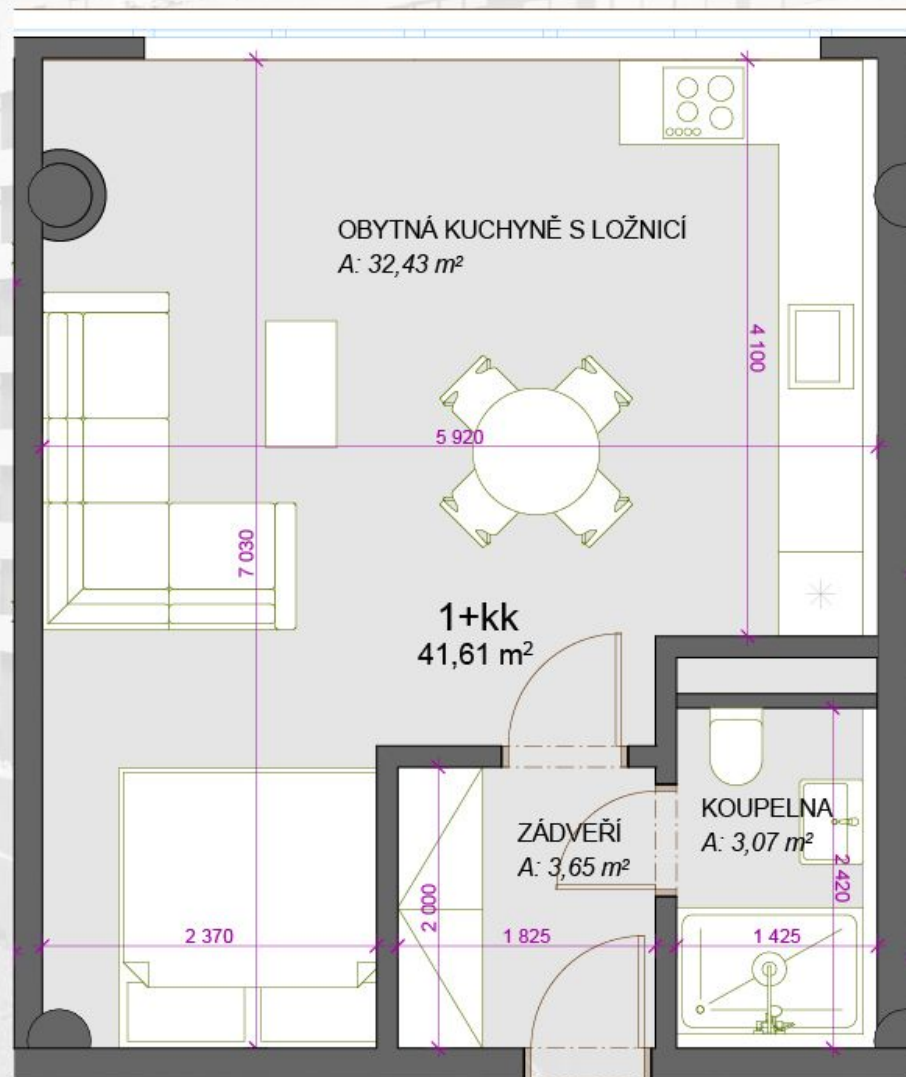 OBYTNÁ KUCHYNĚ S LOŽNICÍ
A: 32,43 m²
4 100
5 920
7 030
1+kk
41,61 m²
ZÁDVEŘÍ
A: 3,65 m²
KOUPELNA
A: 3,07 m²
2 420
2 000
2 370
1 825
1 425